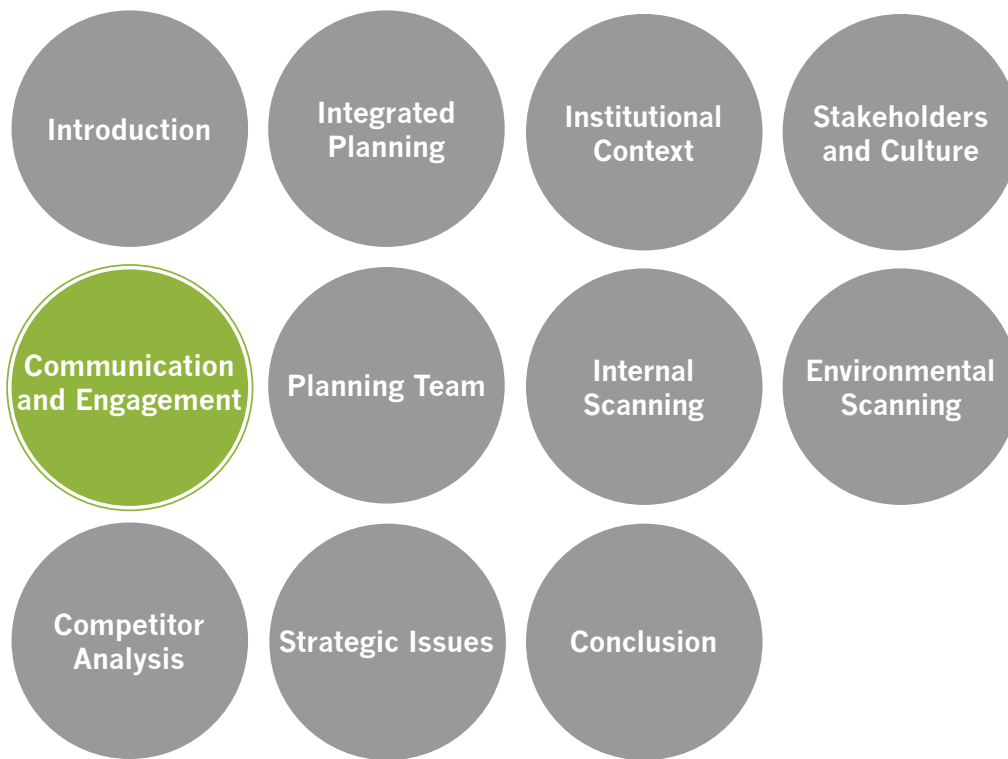 Introduction
Integrated
Planning
Institutional
Context
Stakeholders
and Culture
Communication
and Engagement
Planning Team
Internal
Scanning
Environmental
Scanning
Competitor
Analysis
Strategic Issues
Conclusion